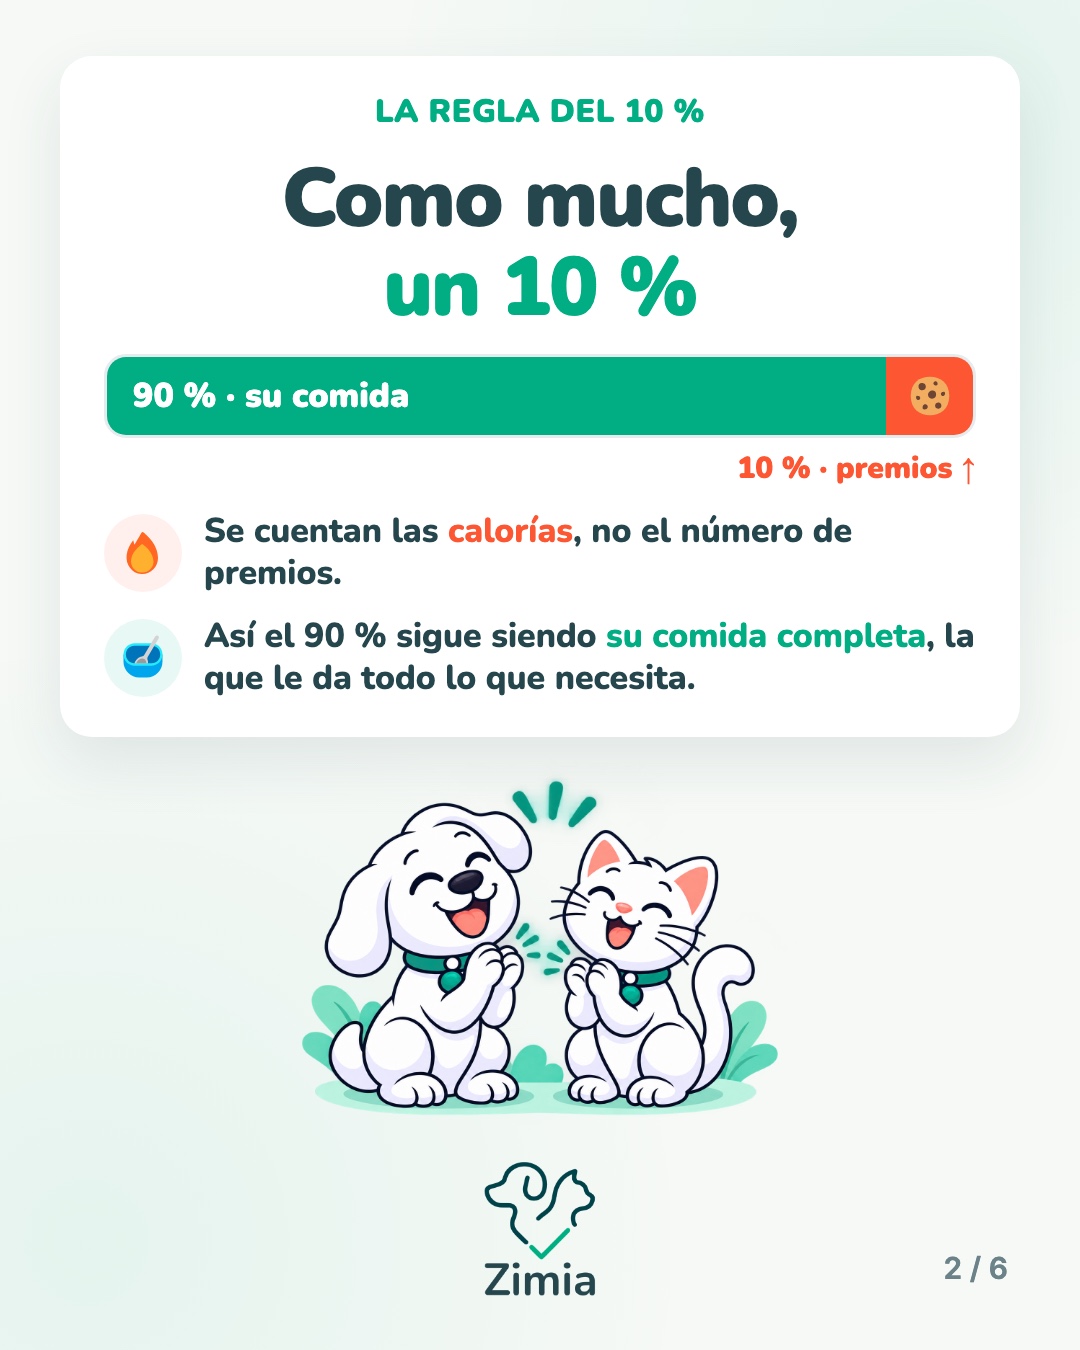 LA REGLA DEL 10 %
Como mucho,
un 10 %
90 % · su comida
10 % · premios ↑
Se cuentan las calorías, no el número de
premios.
Así el 90 % sigue siendo su comida completa, la
que le da todo lo que necesita.
Zimia
2 / 6